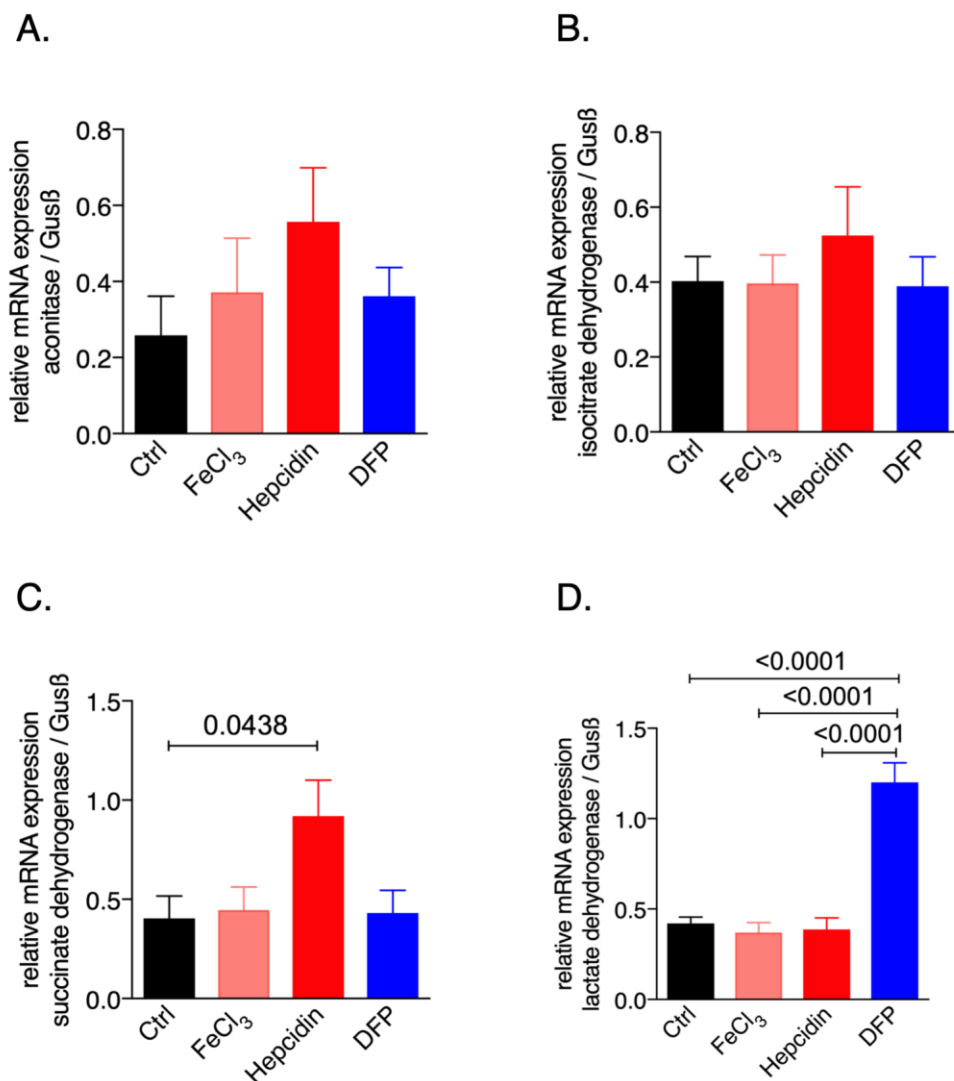 A.
relative mRNA expression
aconitase / Gusß
0.8
0.6
0.4
0.2
0.0
Ctrl
FeCl₃
Hepcidin
DFP
B.
relative mRNA expression
isocitrate dehydrogenase / Gusß
0.8
0.6
0.4
0.2
0.0
Ctrl
FeCl₃
Hepcidin
DFP
C.
relative mRNA expression
succinate dehydrogenase / Gusß
1.5
1.0
0.5
0.0
0.0438
Ctrl
FeCl₃
Hepcidin
DFP
D.
relative mRNA expression
lactate dehydrogenase / Gusß
<0.0001
<0.0001
<0.0001
1.5
1.0
0.5
0.0
Ctrl
FeCl₃
Hepcidin
DFP